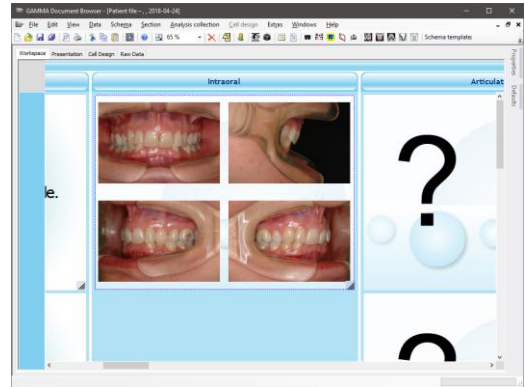 GAMMA Document Browser - [Patient file -- , , 2018-04-24]
File Edit View Data Schema Section Analysis collection Cell design Extras Windows Help
65 % Schema template:
Workspace Presentation Cell Design Raw Data
Intraoral Articulat
Properties
Defaults
le.
?